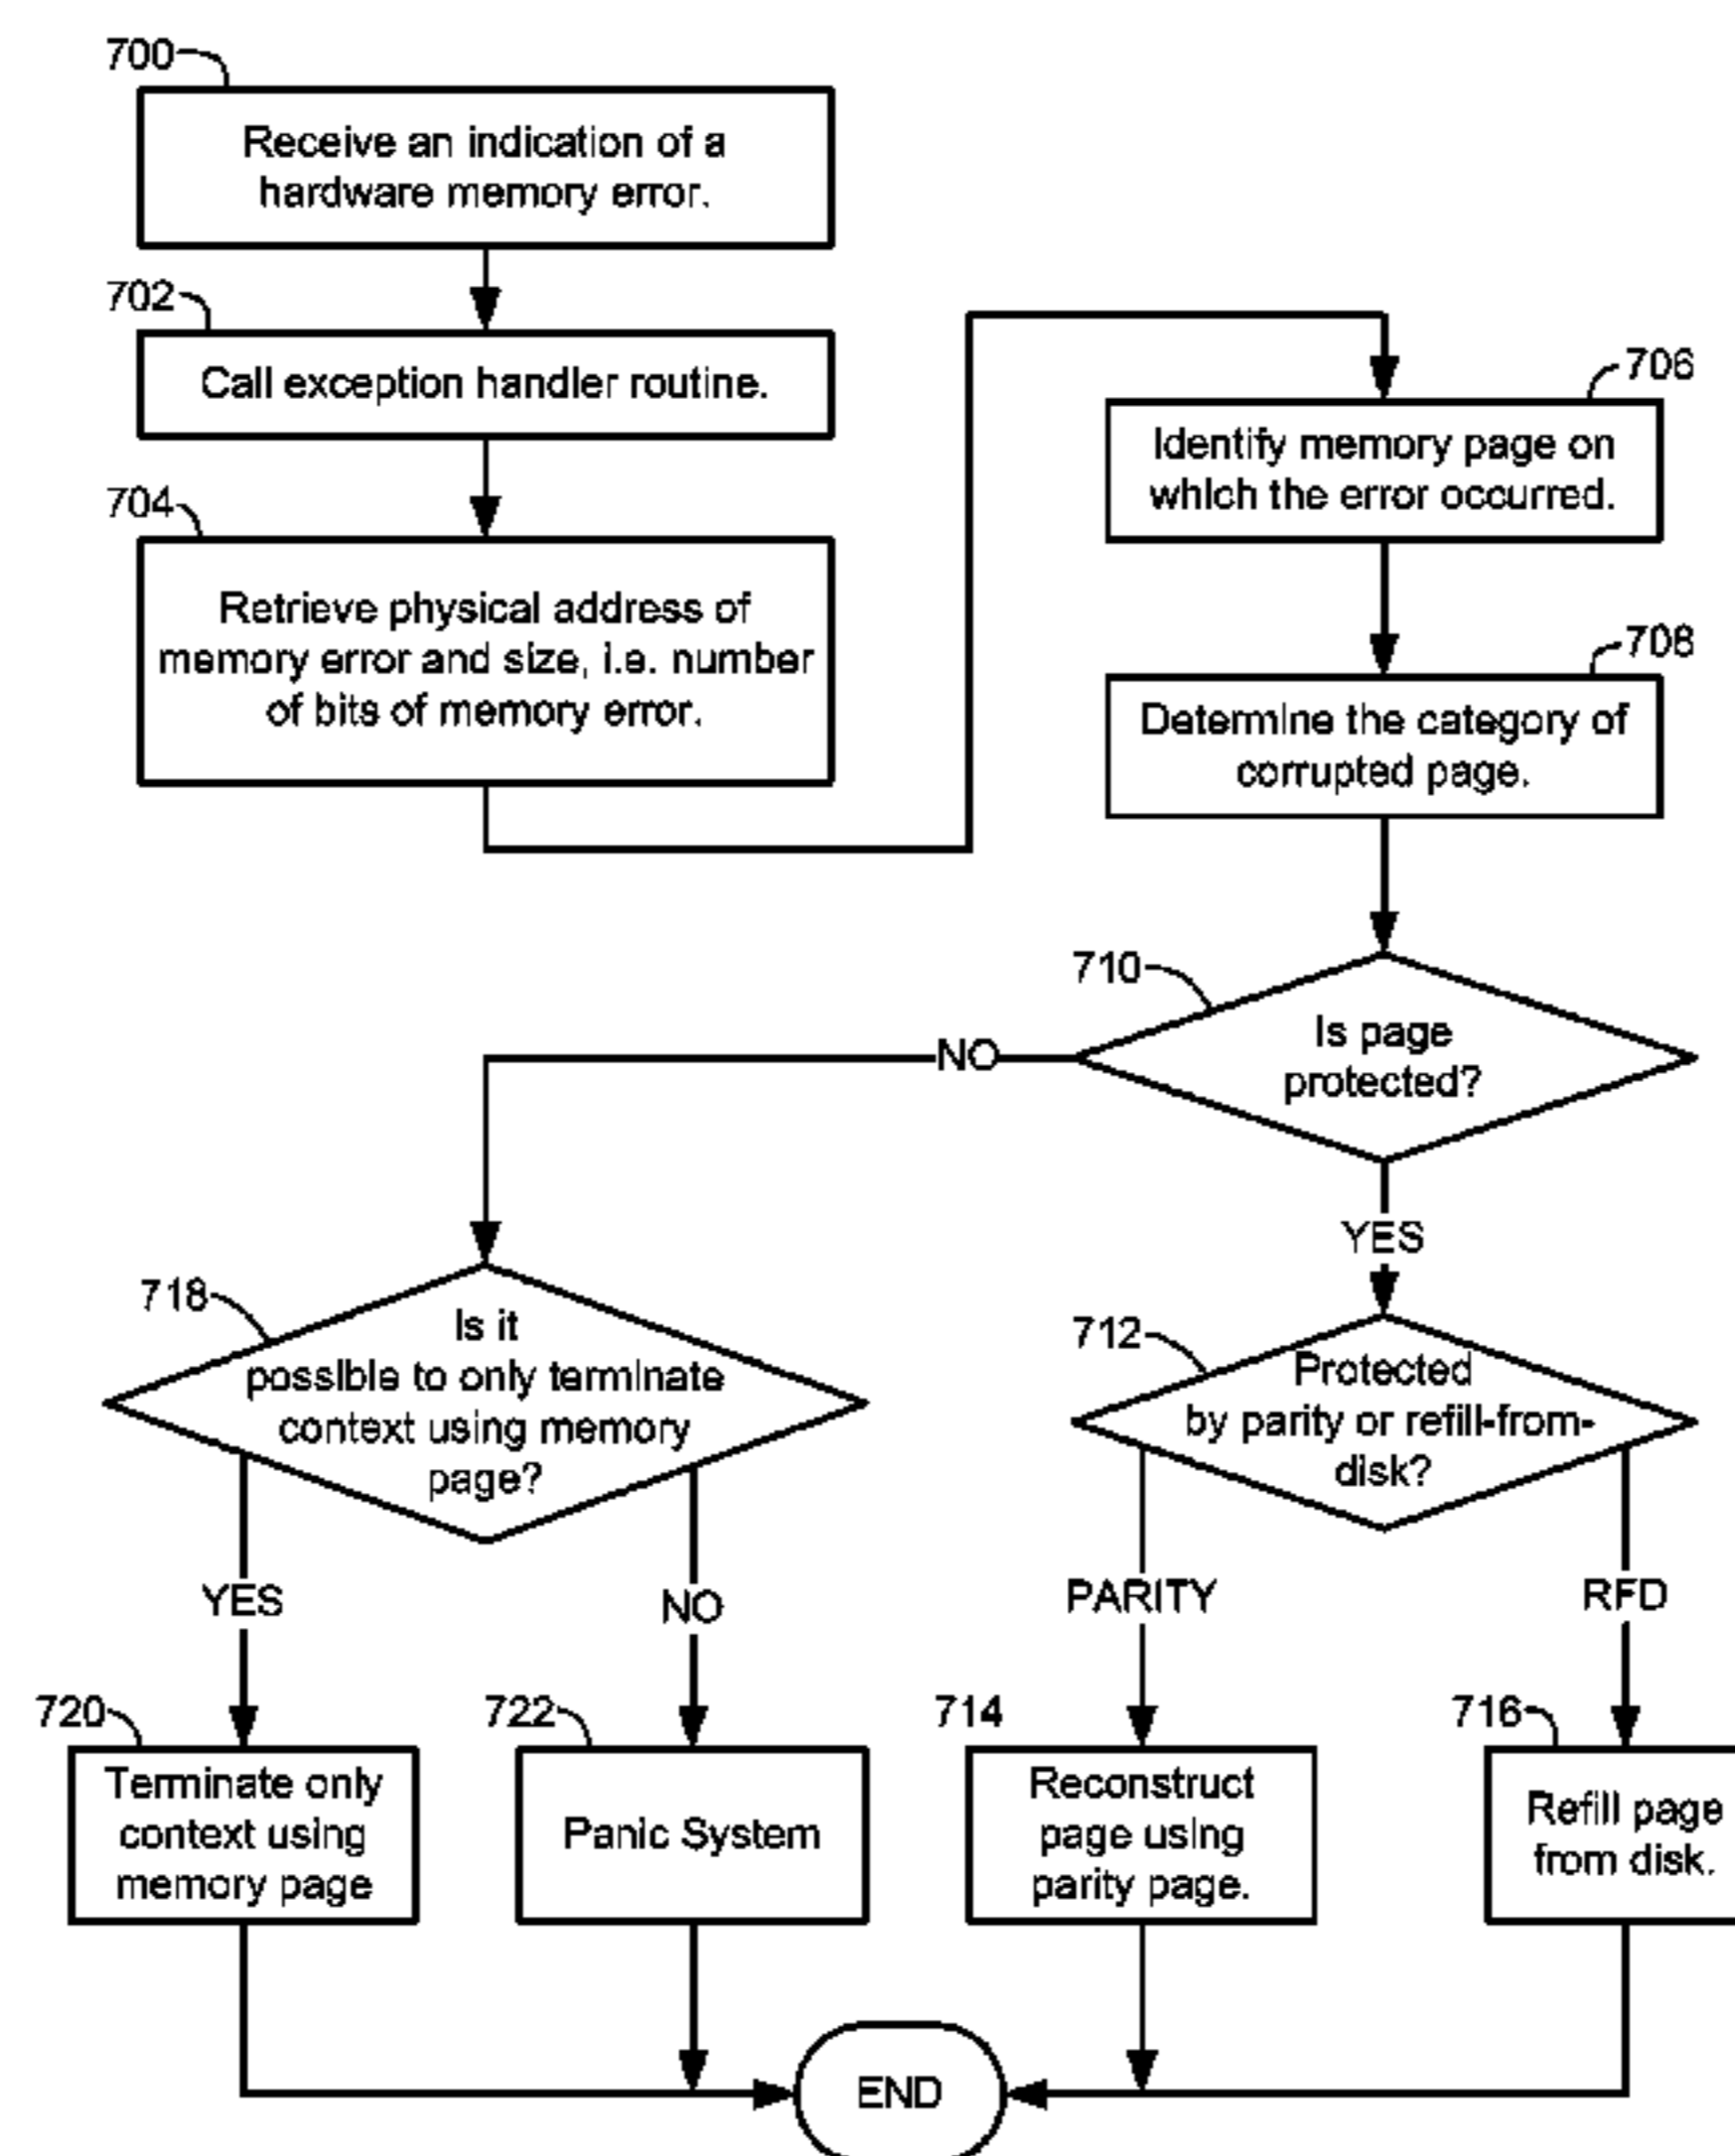 700
Receive an indication of a
hardware memory error.
702
Call exception handler routine.
704
Retrieve physical address of
memory error and size, i.e. number
of bits of memory error.
706
Identify memory page on
which the error occurred.
708
Determine the category of
corrupted page.
710
Is page
protected?
NO
YES
718
Is it
possible to only terminate
context using memory
page?
712
Protected
by parity or refill-from-
disk?
YES
NO
PARITY
RFD
720
Terminate only
context using
memory page
722
Panic System
714
Reconstruct
page using
parity page.
716
Refill page
from disk.
END